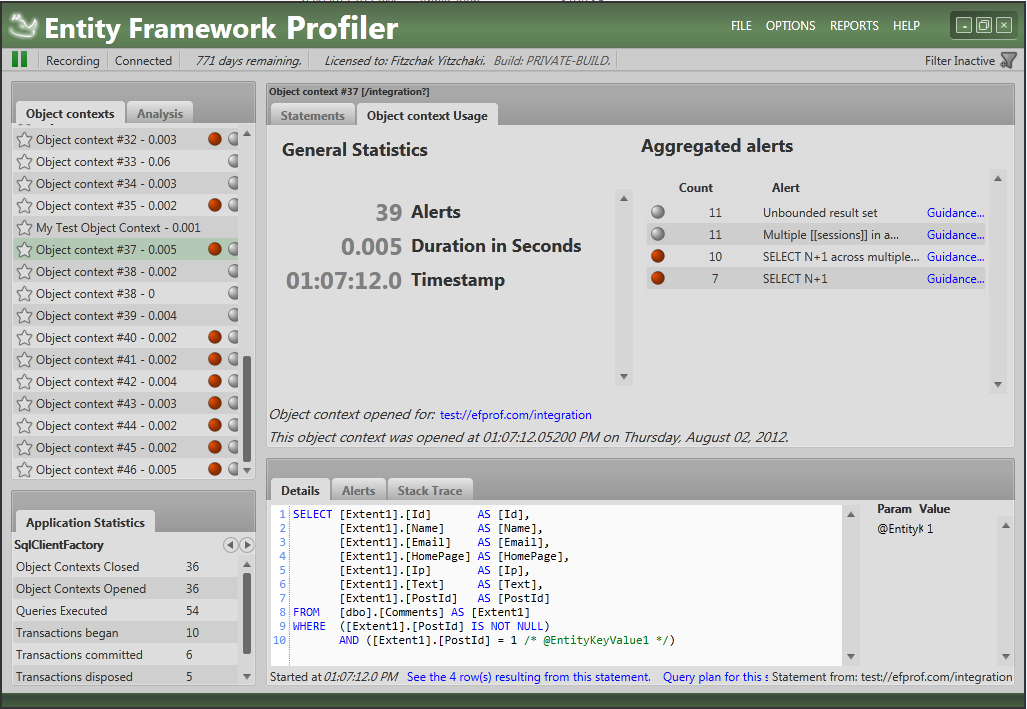 Entity Framework Profiler
FILE OPTIONS REPORTS HELP
Recording Connected 771 days remaining. Licensed to: Fitzchak Yitzchaki. Build: PRIVATE-BUILD. Filter Inactive
Object contexts Analysis
Object context #32 - 0.003
Object context #33 - 0.06
Object context #34 - 0.003
Object context #35 - 0.002
My Test Object Context - 0.001
Object context #37 - 0.005
Object context #38 - 0.002
Object context #38 - 0
Object context #39 - 0.004
Object context #40 - 0.002
Object context #41 - 0.002
Object context #42 - 0.004
Object context #43 - 0.003
Object context #44 - 0.002
Object context #45 - 0.002
Object context #46 - 0.005
Application Statistics
SqlClientFactory
Object Contexts Closed 36
Object Contexts Opened 36
Queries Executed 54
Transactions began 10
Transactions committed 6
Transactions disposed 5
Object context #37 [/integration?]
Statements Object context Usage
General Statistics
39 Alerts
0.005 Duration in Seconds
01:07:12.0 Timestamp
Aggregated alerts
Count Alert
11 Unbounded result set Guidance...
11 Multiple [[sessions]] in a... Guidance...
10 SELECT N+1 across multiple... Guidance...
7 SELECT N+1 Guidance...
Object context opened for: test://efprof.com/integration
This object context was opened at 01:07:12.05200 PM on Thursday, August 02, 2012.
Details Alerts Stack Trace
1 SELECT [Extent1].[Id] AS [Id],
2 [Extent1].[Name] AS [Name],
3 [Extent1].[Email] AS [Email],
4 [Extent1].[HomePage] AS [HomePage],
5 [Extent1].[Ip] AS [Ip],
6 [Extent1].[Text] AS [Text],
7 [Extent1].[PostId] AS [PostId]
8 FROM [dbo].[Comments] AS [Extent1]
9 WHERE ([Extent1].[PostId] IS NOT NULL)
10 AND ([Extent1].[PostId] = 1 /* @EntityKeyValue1 */)
Param Value
@EntityK 1
Started at 01:07:12.0 PM See the 4 row(s) resulting from this statement. Query plan for this s Statement from: test://efprof.com/integration